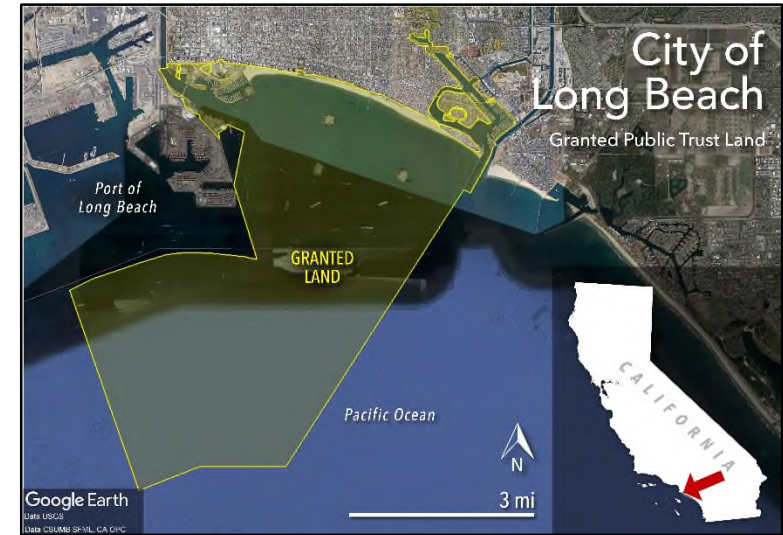 City of
Long Beach
Granted Public Trust Land
Port of
Long Beach
GRANTED
LAND
CALIFORNIA
Pacific Ocean
N
3 mi
Google Earth
Data USGS
Data CSUMB SFML, CA OPC